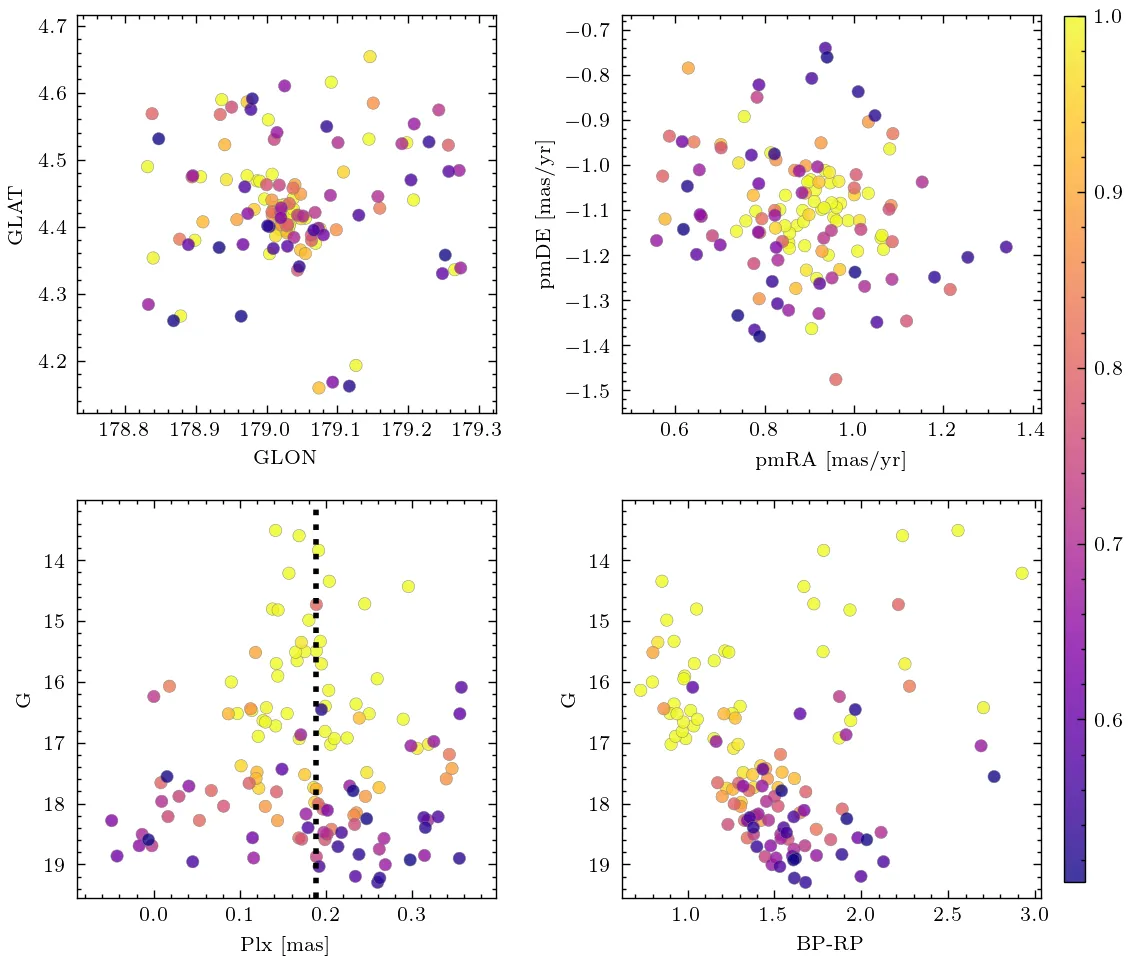 4.7
4.6
4.5
4.4
4.3
4.2
GLAT
178.8 178.9 179.0 179.1 179.2 179.3
GLON
−0.7
−0.8
−0.9
−1.0
−1.1
−1.2
−1.3
−1.4
−1.5
pmDE [mas/yr]
0.6 0.8 1.0 1.2 1.4
pmRA [mas/yr]
1.0
0.9
0.8
0.7
0.6
14
15
16
17
18
19
G
0.0 0.1 0.2 0.3
Plx [mas]
14
15
16
17
18
19
G
1.0 1.5 2.0 2.5 3.0
BP-RP